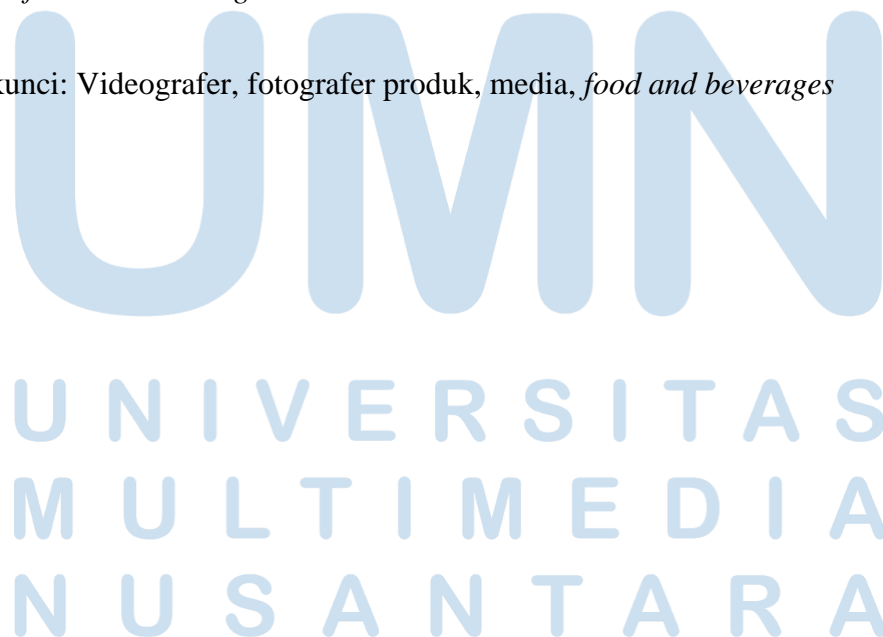 kunci: Videografer, fotografer produk, media, food and beverages
UMN
UNIVERSITAS
MULTIMEDIA
NUSANTARA